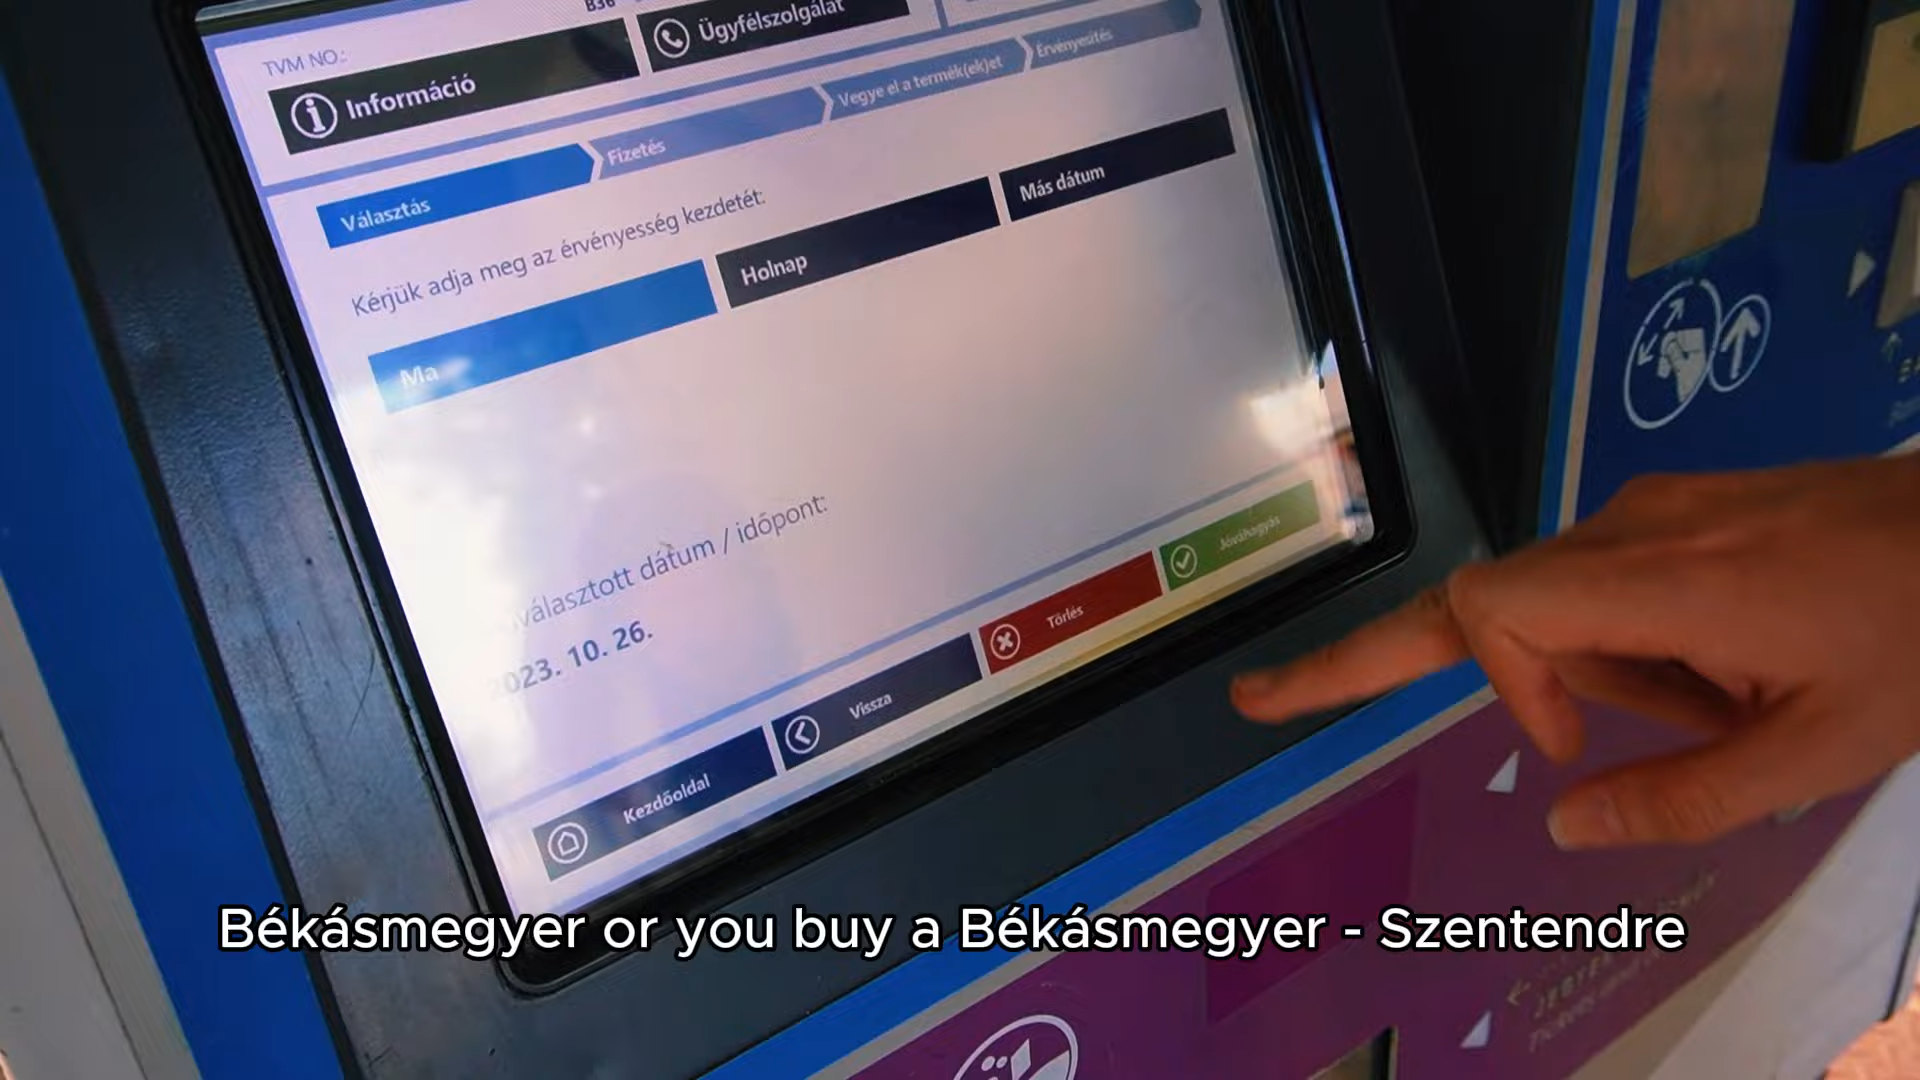 B36
TVM NO.:
Információ
Ügyfélszolgálat
Választás
Fizetés
Vegye el a termék(ek)et
Érvényesítés
Kérjük adja meg az érvényesség kezdetét:
Ma
Holnap
Más dátum
választott dátum / időpont:
2023. 10. 26.
Kezdőoldal
Vissza
Törlés
Jóváhagyás
Békásmegyer or you buy a Békásmegyer - Szentendre